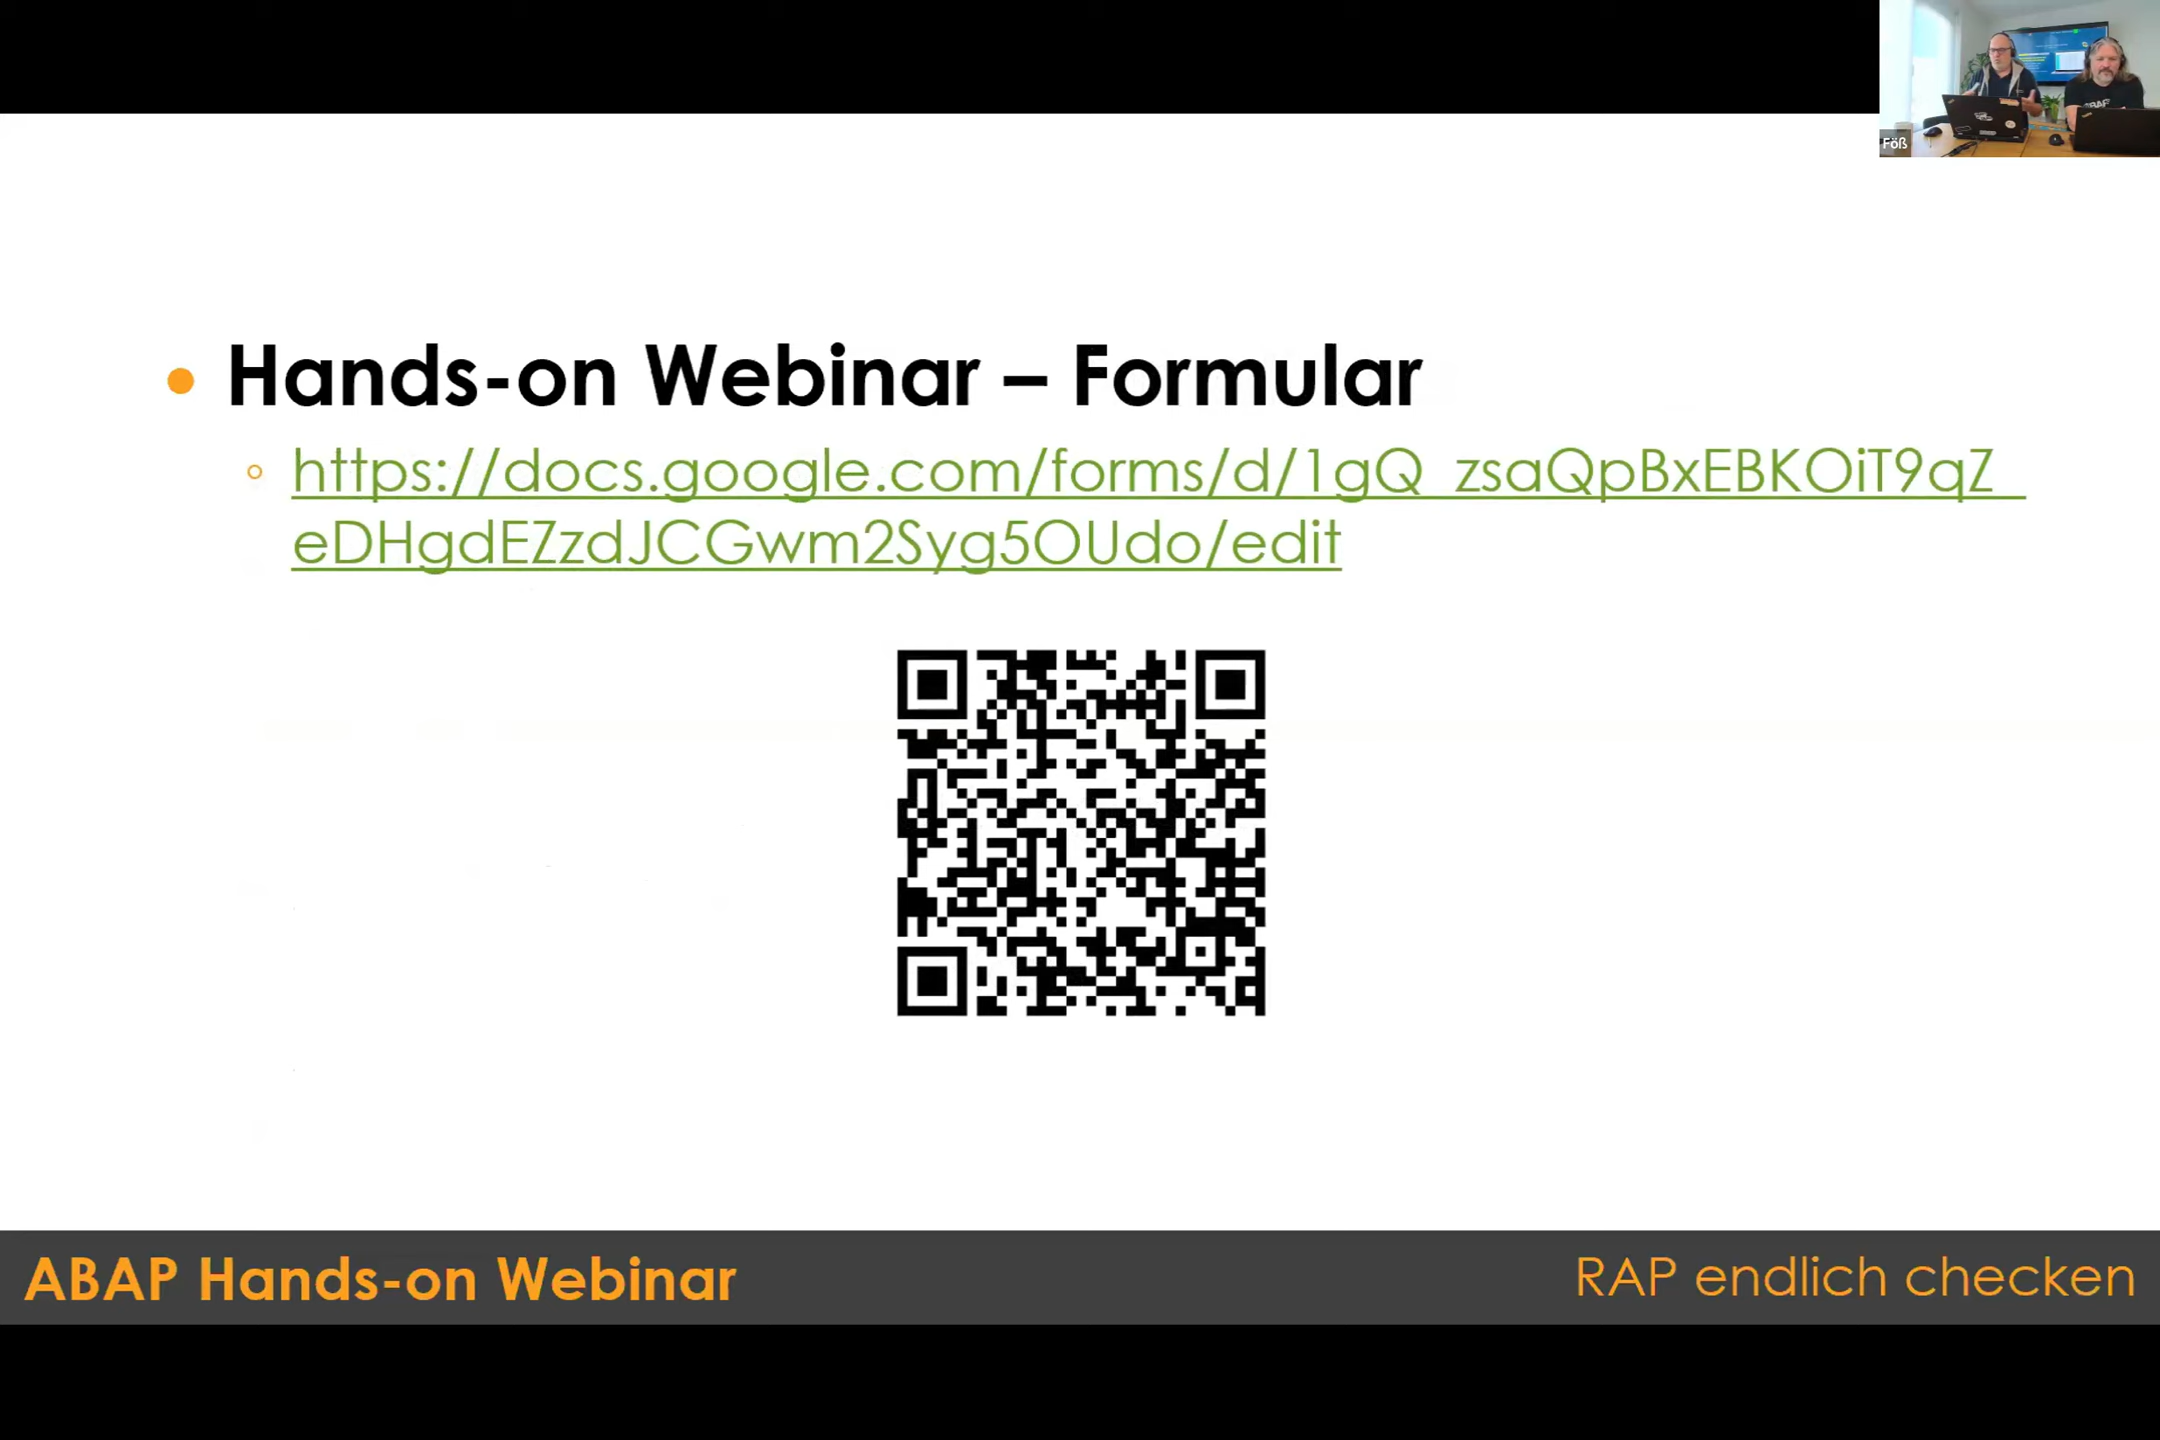 Föß
Hands-on Webinar – Formular
https://docs.google.com/forms/d/1gQ_zsaQpBxEBKOiT9qZ_
eDHgdEZzdJCGwm2Syg5OUdo/edit
ABAP Hands-on Webinar
RAP endlich checken